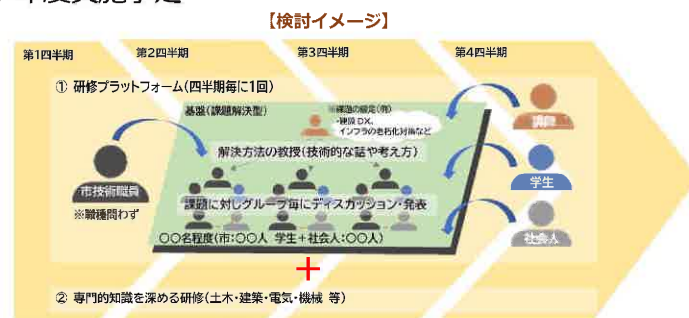 【検討イメージ】
第1四半期
第2四半期
第3四半期
第4四半期
① 研修プラットフォーム(四半期毎に1回)
基盤(課題解決型)
※課題の設定(例)
・建設DX、
インフラの老朽化対策など
講師
解決方法の教授(技術的な話や考え方)
市技術職員
※職種問わず
学生
課題に対しグループ毎にディスカッション・発表
〇〇名程度(市:〇〇人 学生+社会人:〇〇人)
社会人
+
② 専門的知識を深める研修(土木・建築・電気・機械 等)